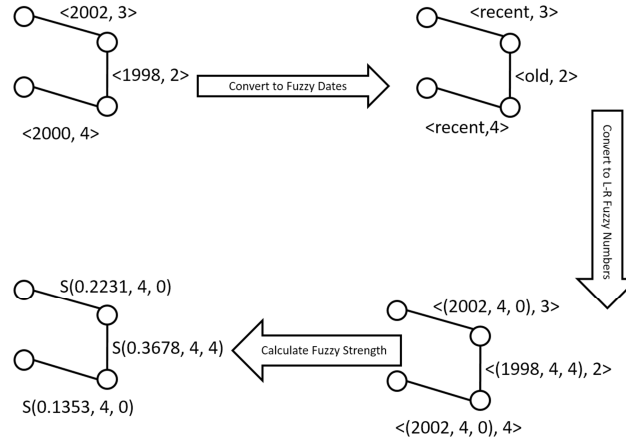 <2002, 3>
<1998, 2>
<2000, 4>
Convert to Fuzzy Dates
<recent, 3>
<old, 2>
<recent,4>
Convert to L-R Fuzzy Numbers
<(2002, 4, 0), 3>
<(1998, 4, 4), 2>
<(2002, 4, 0), 4>
Calculate Fuzzy Strength
S(0.2231, 4, 0)
S(0.3678, 4, 4)
S(0.1353, 4, 0)